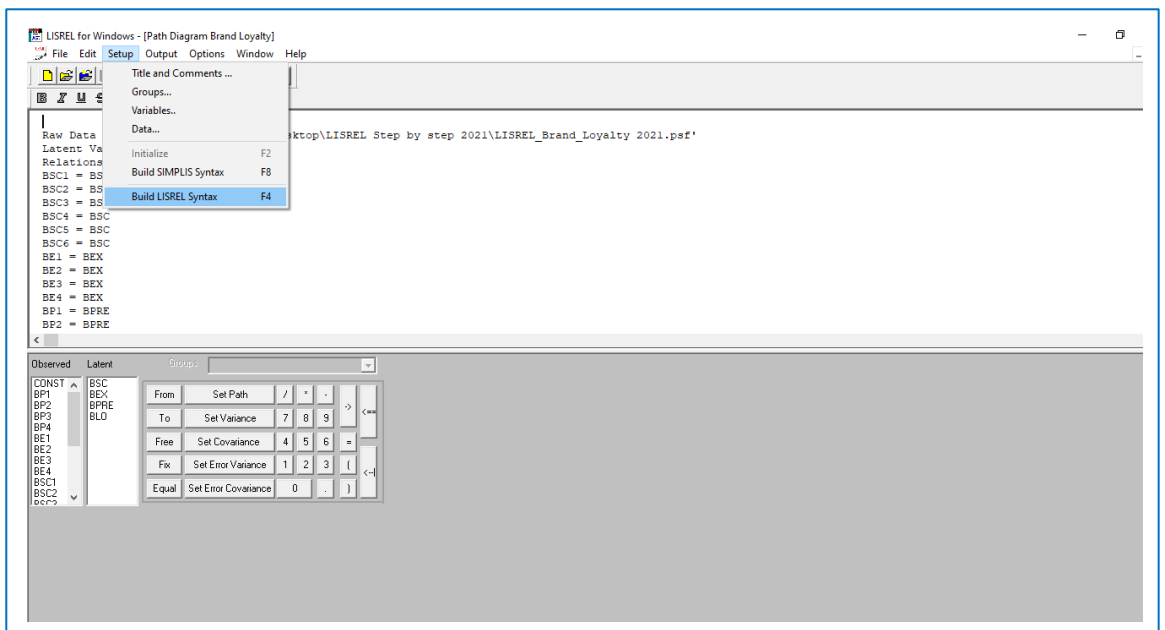 LISREL for Windows - [Path Diagram Brand Loyalty]
File Edit Setup Output Options Window Help
Title and Comments ...
Groups...
Variables..
Data...
Initialize F2
Build SIMPLIS Syntax F8
Build LISREL Syntax F4
B I U S
Raw Data sktop\LISREL Step by step 2021\LISREL_Brand_Loyalty 2021.psf'
Latent Va
Relations
BSC1 = BS
BSC2 = BS
BSC3 = BS
BSC4 = BSC
BSC5 = BSC
BSC6 = BSC
BE1 = BEX
BE2 = BEX
BE3 = BEX
BE4 = BEX
BP1 = BPRE
BP2 = BPRE
Observed Latent Groups
CONST BSC
BP1 BEX
BP2 BPRE
BP3 BLO
BP4
BE1
BE2
BE3
BE4
BSC1
BSC2
BSC3
From Set Path / * -
To Set Variance 7 8 9 -> <==
Free Set Covariance 4 5 6 =
Fix Set Error Variance 1 2 3 ( <--|
Equal Set Error Covariance 0 . )